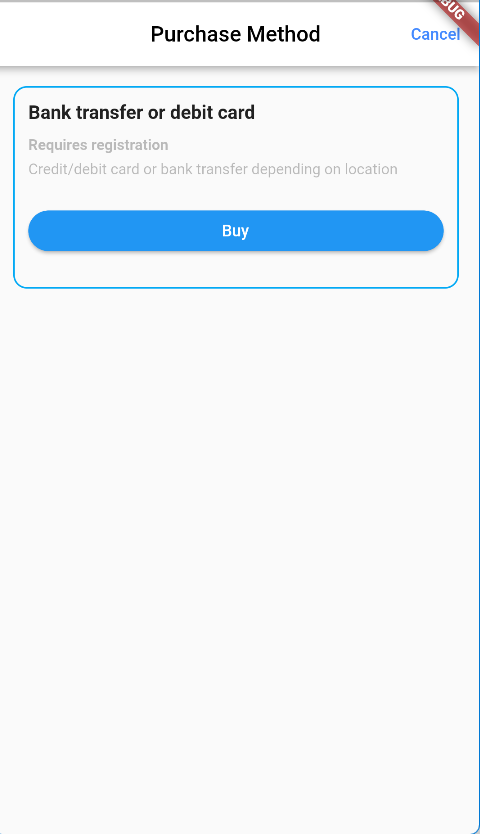 Purchase Method
Cancel
Bank transfer or debit card
Requires registration
Credit/debit card or bank transfer depending on location
Buy